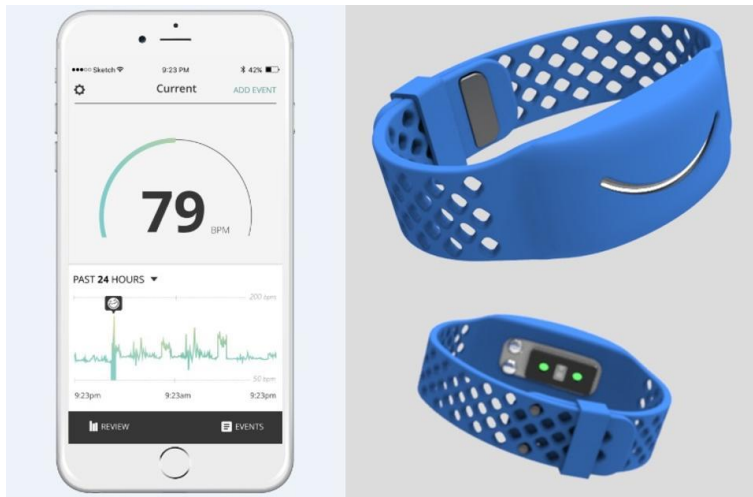 Sketch
9:23 PM
42%
Current
ADD EVENT
79
BPM
PAST 24 HOURS
200 bpm
50 bpm
9:23pm
9:23am
9:23pm
REVIEW
EVENTS